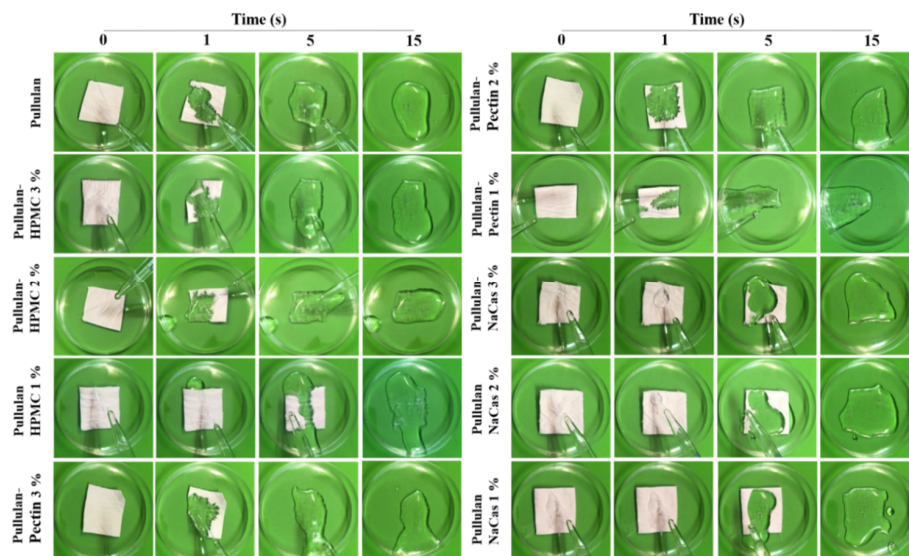 Time (s)
0 1 5 15
Pullulan
Pullulan-
HPMC 3 %
Pullulan-
HPMC 2 %
Pullulan
HPMC 1 %
Pullulan-
Pectin 3 %
Time (s)
0 1 5 15
Pullulan-
Pectin 2 %
Pullulan-
Pectin 1 %
Pullulan-
NaCas 3 %
Pullulan
NaCas 2 %
Pullulan
NaCas 1 %